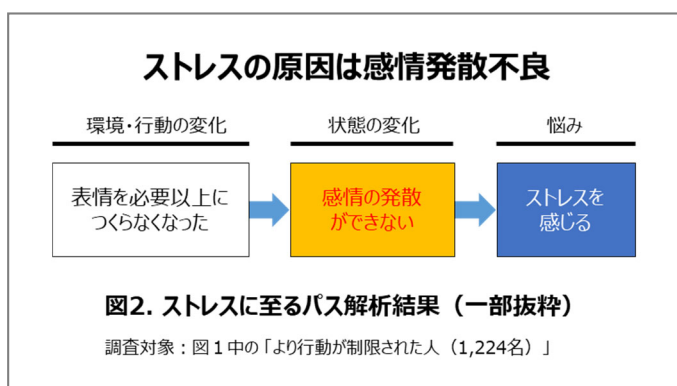 ストレスの原因は感情発散不良
環境・行動の変化
状態の変化
悩み
表情を必要以上に
つくらなくなった
感情の発散
ができない
ストレスを
感じる
図2. ストレスに至るパス解析結果（一部抜粋）
調査対象：図１中の「より行動が制限された人（1,224名）」